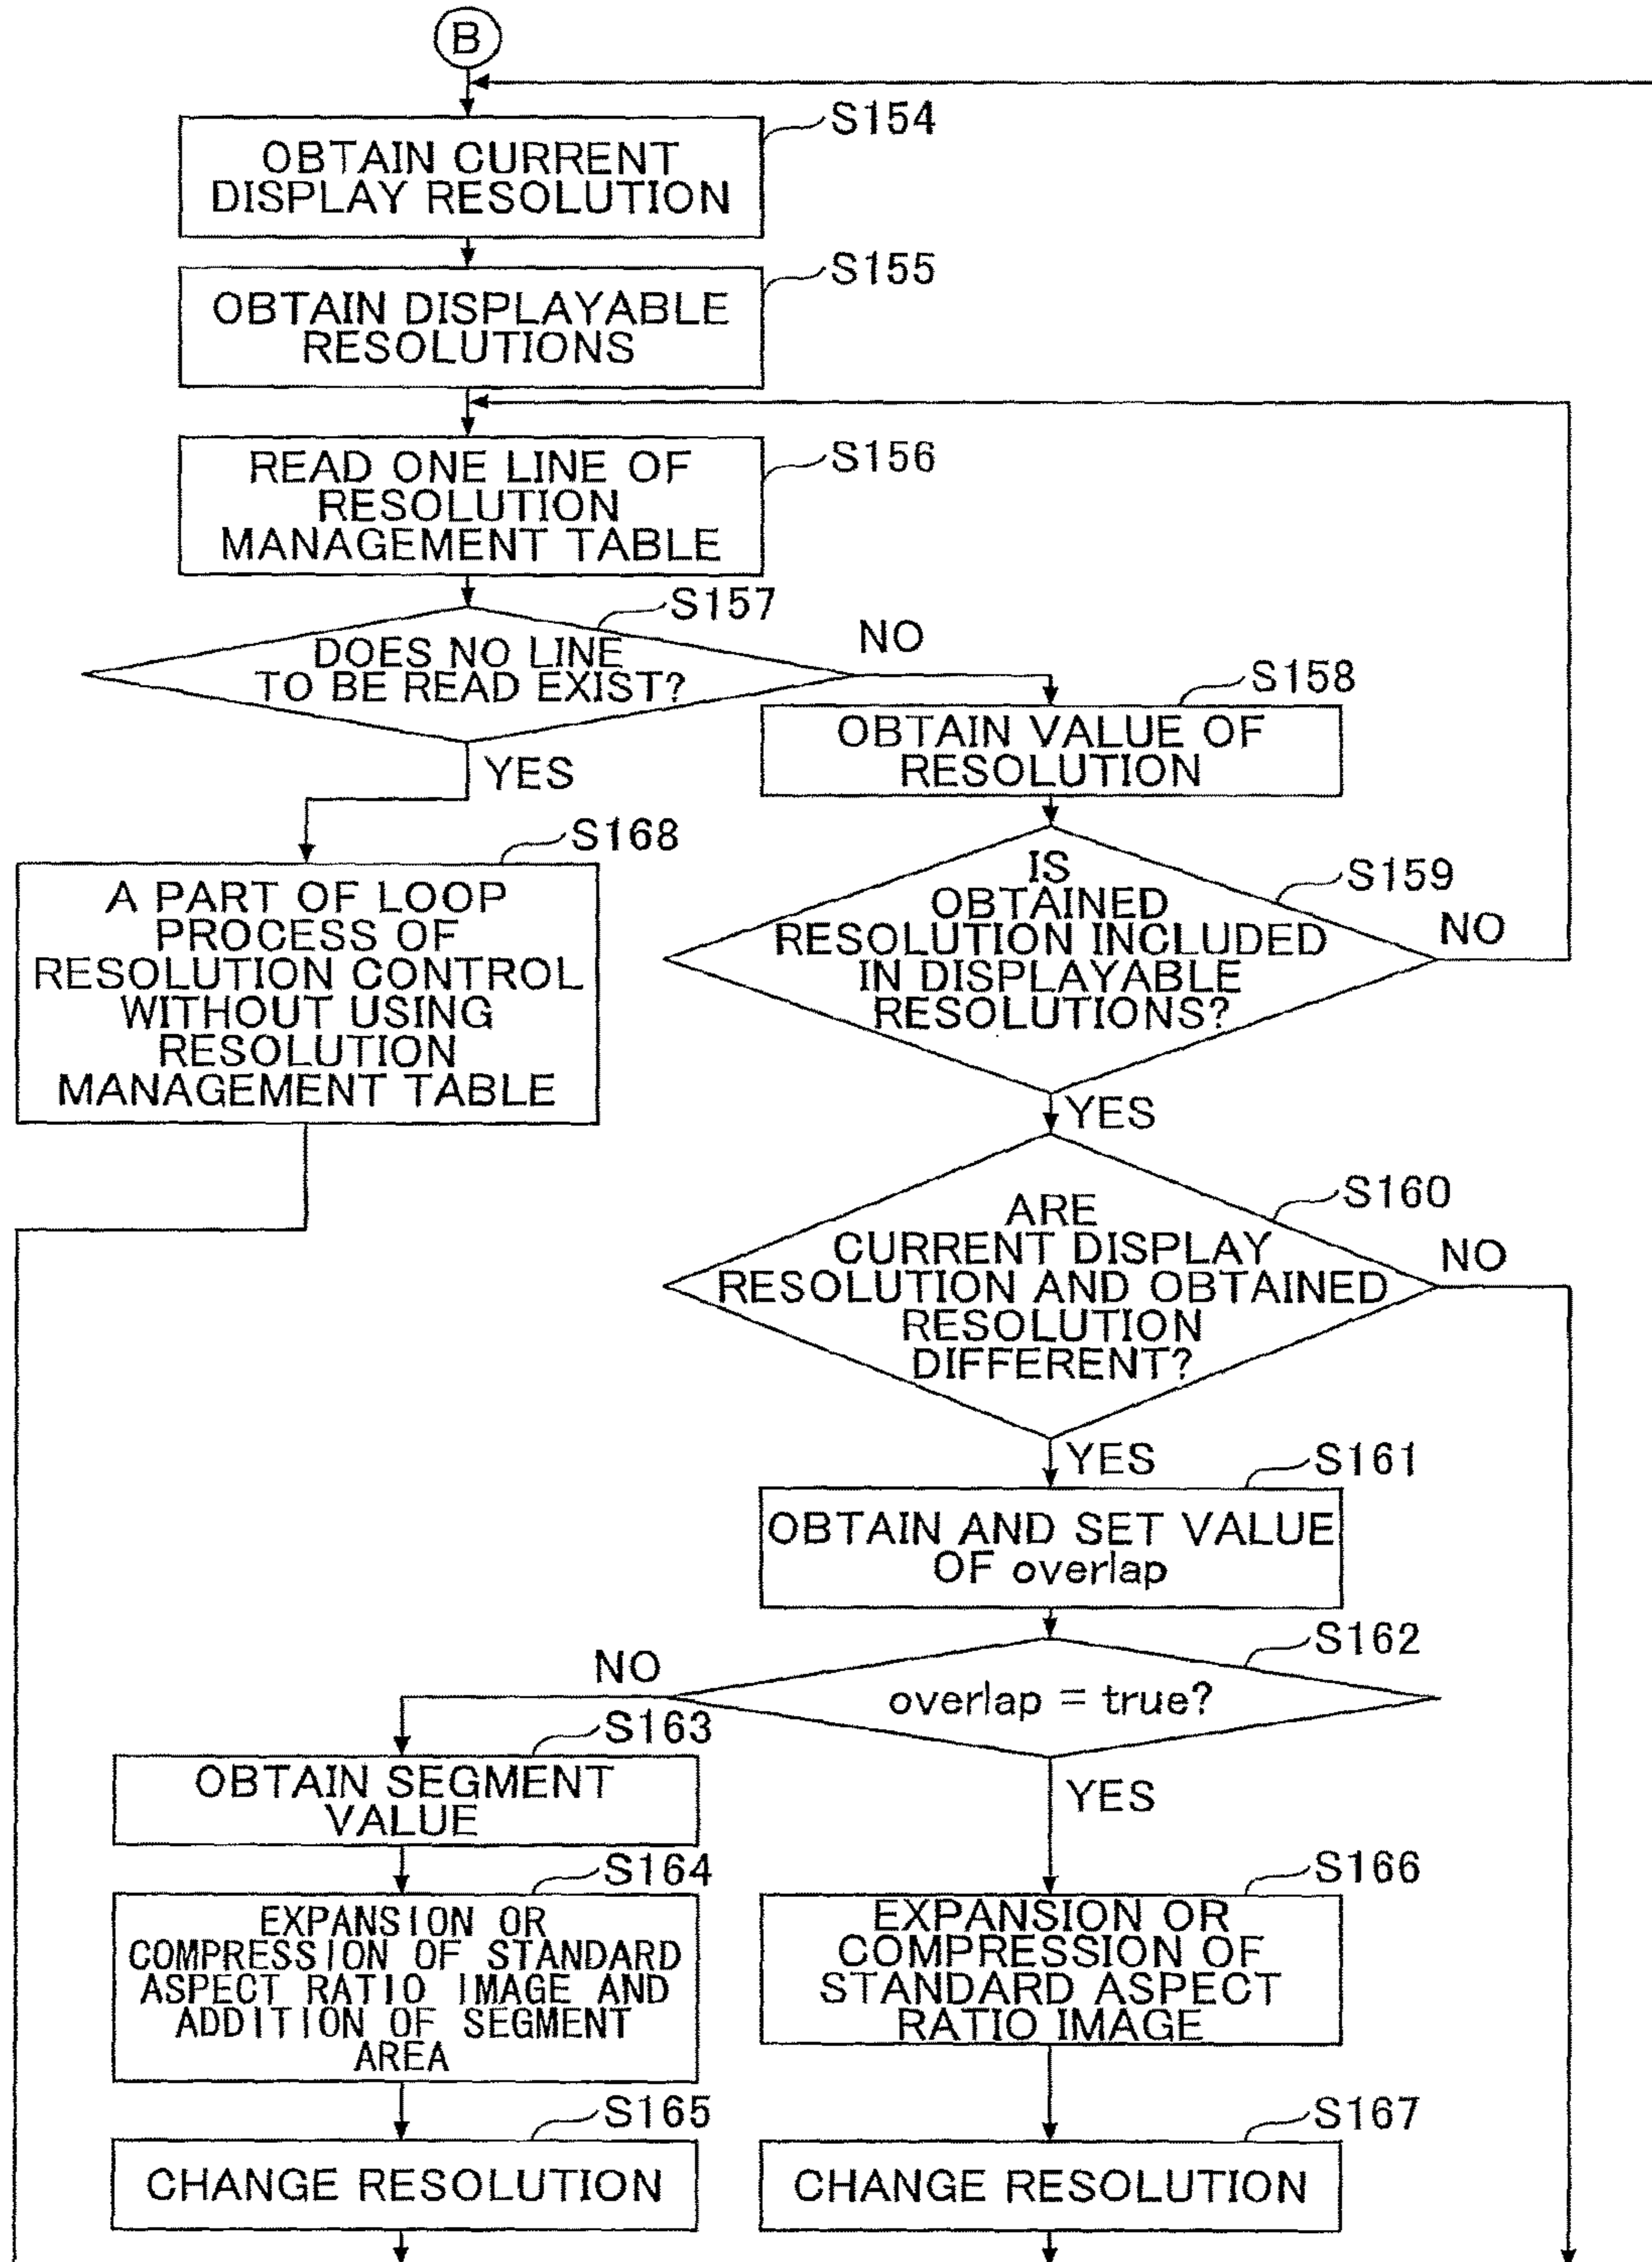 B
S154
OBTAIN CURRENT
DISPLAY RESOLUTION
S155
OBTAIN DISPLAYABLE
RESOLUTIONS
S156
READ ONE LINE OF
RESOLUTION
MANAGEMENT TABLE
S157
DOES NO LINE
TO BE READ EXIST?
NO
YES
S158
OBTAIN VALUE OF
RESOLUTION
S168
A PART OF LOOP
PROCESS OF
RESOLUTION CONTROL
WITHOUT USING
RESOLUTION
MANAGEMENT TABLE
S159
IS
OBTAINED
RESOLUTION INCLUDED
IN DISPLAYABLE
RESOLUTIONS?
NO
YES
S160
ARE
CURRENT DISPLAY
RESOLUTION AND OBTAINED
RESOLUTION
DIFFERENT?
NO
YES
S161
OBTAIN AND SET VALUE
OF overlap
S162
overlap = true?
NO
YES
S163
OBTAIN SEGMENT
VALUE
S164
EXPANSION OR
COMPRESSION OF STANDARD
ASPECT RATIO IMAGE AND
ADDITION OF SEGMENT
AREA
S166
EXPANSION OR
COMPRESSION OF
STANDARD ASPECT
RATIO IMAGE
S165
CHANGE RESOLUTION
S167
CHANGE RESOLUTION